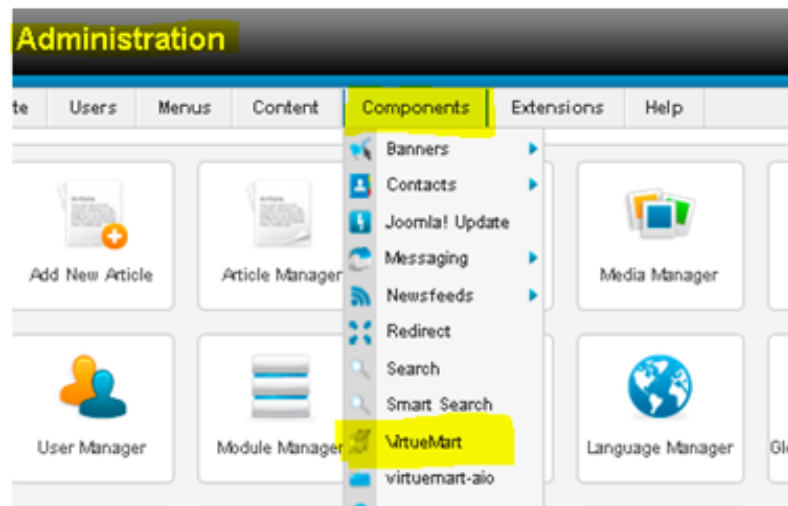 Administration
te Users Menus Content Components Extensions Help
Banners
Contacts
Joomla! Update
Messaging
Newsfeeds
Redirect
Search
Smart Search
VirtueMart
virtuemart-aio
Add New Article
Article Manager
Media Manager
User Manager
Module Manager
Language Manager
Glo